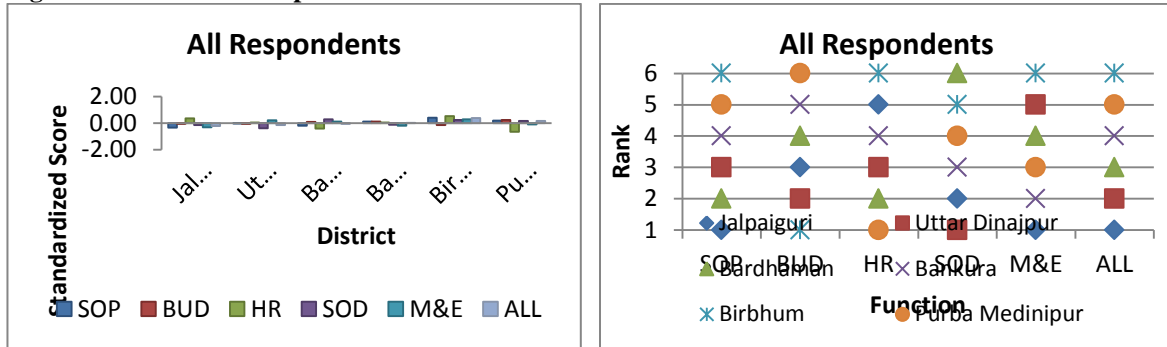 All Respondents
2.00
0.00
-2.00
Standardized Score
Jal...
Ut...
Ba...
Ba...
Bir...
Pu...
District
SOP BUD HR SOD M&E ALL
All Respondents
6
5
4
3
2
1
Rank
SOP BUD HR SOD M&E ALL
Function
Jalpaiguri Uttar Dinajpur
Bardhaman Bankura
Birbhum Purba Medinipur